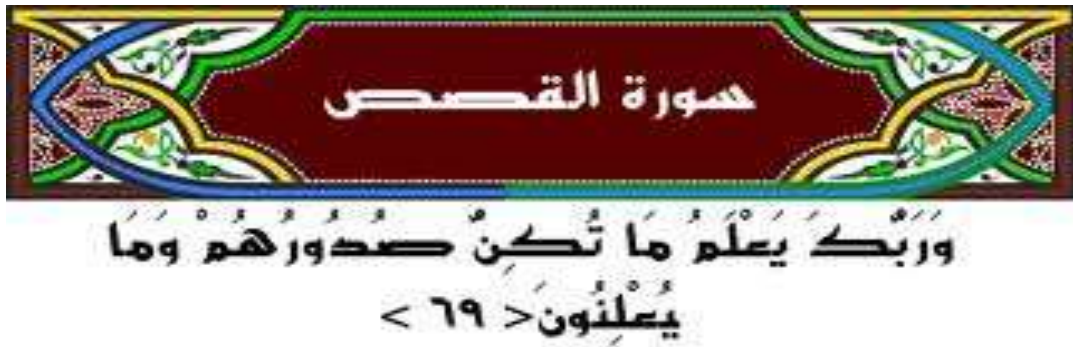 سورة القصص
وَرَبُّكَ يَعْلَمُ مَا تُكِنُّ صُدُورُهُمْ وَمَا
يُعْلِنُونَ< ٦٩ >